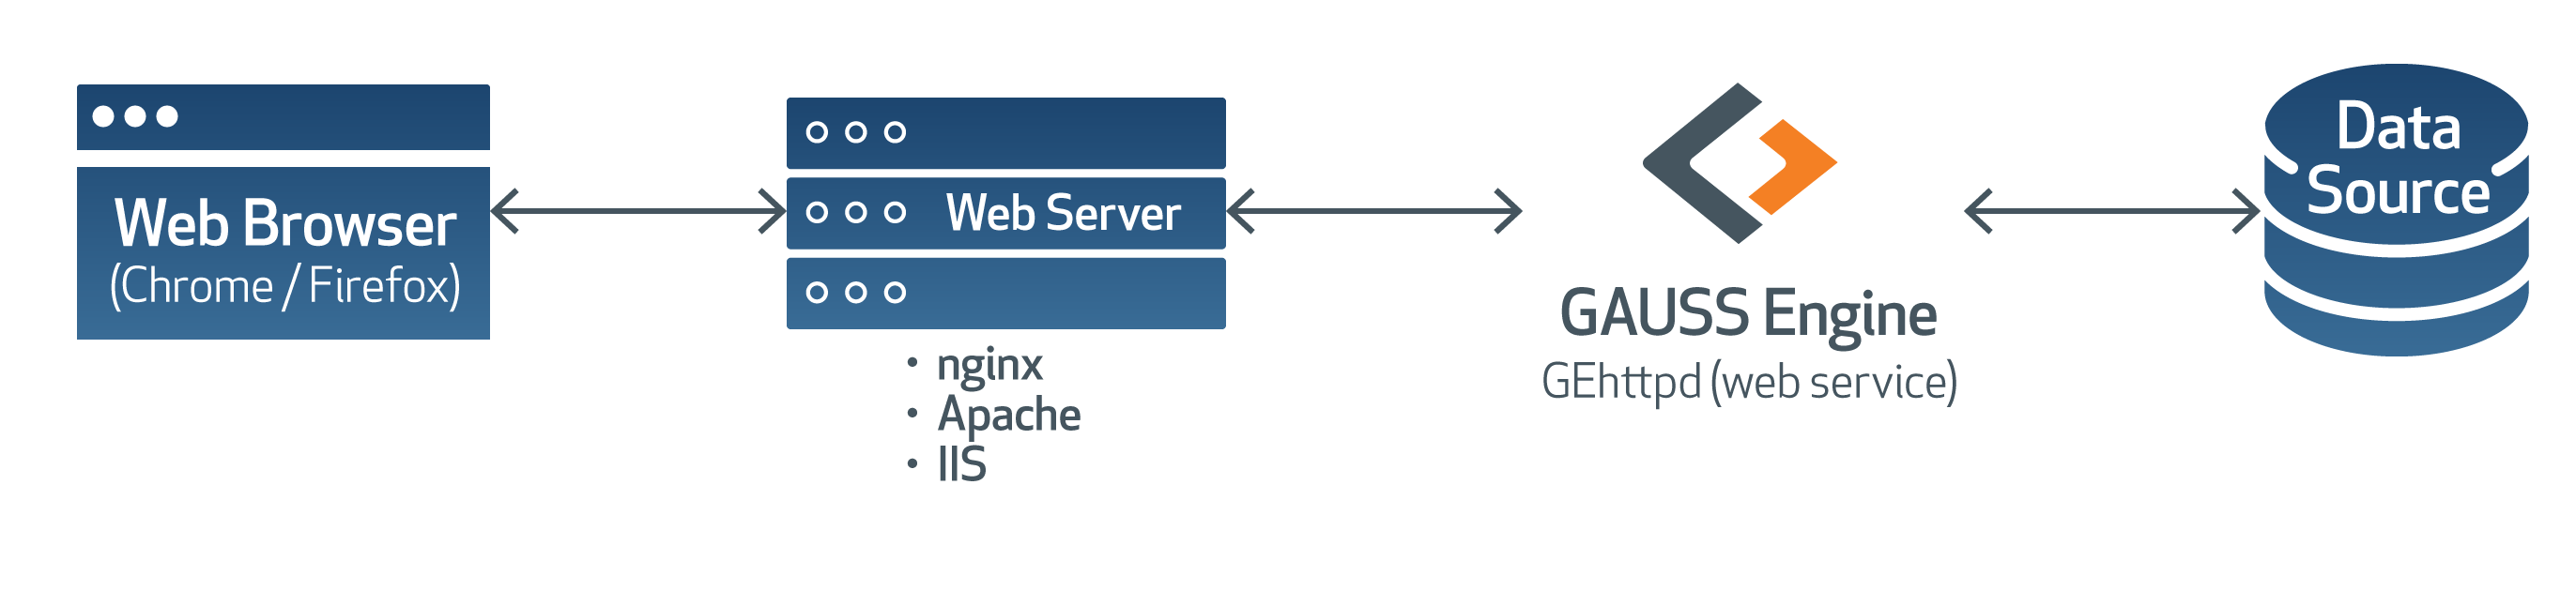 Web Browser
(Chrome / Firefox)
Web Server
• nginx
• Apache
• IIS
GAUSS Engine
GEhttpd (web service)
Data
Source